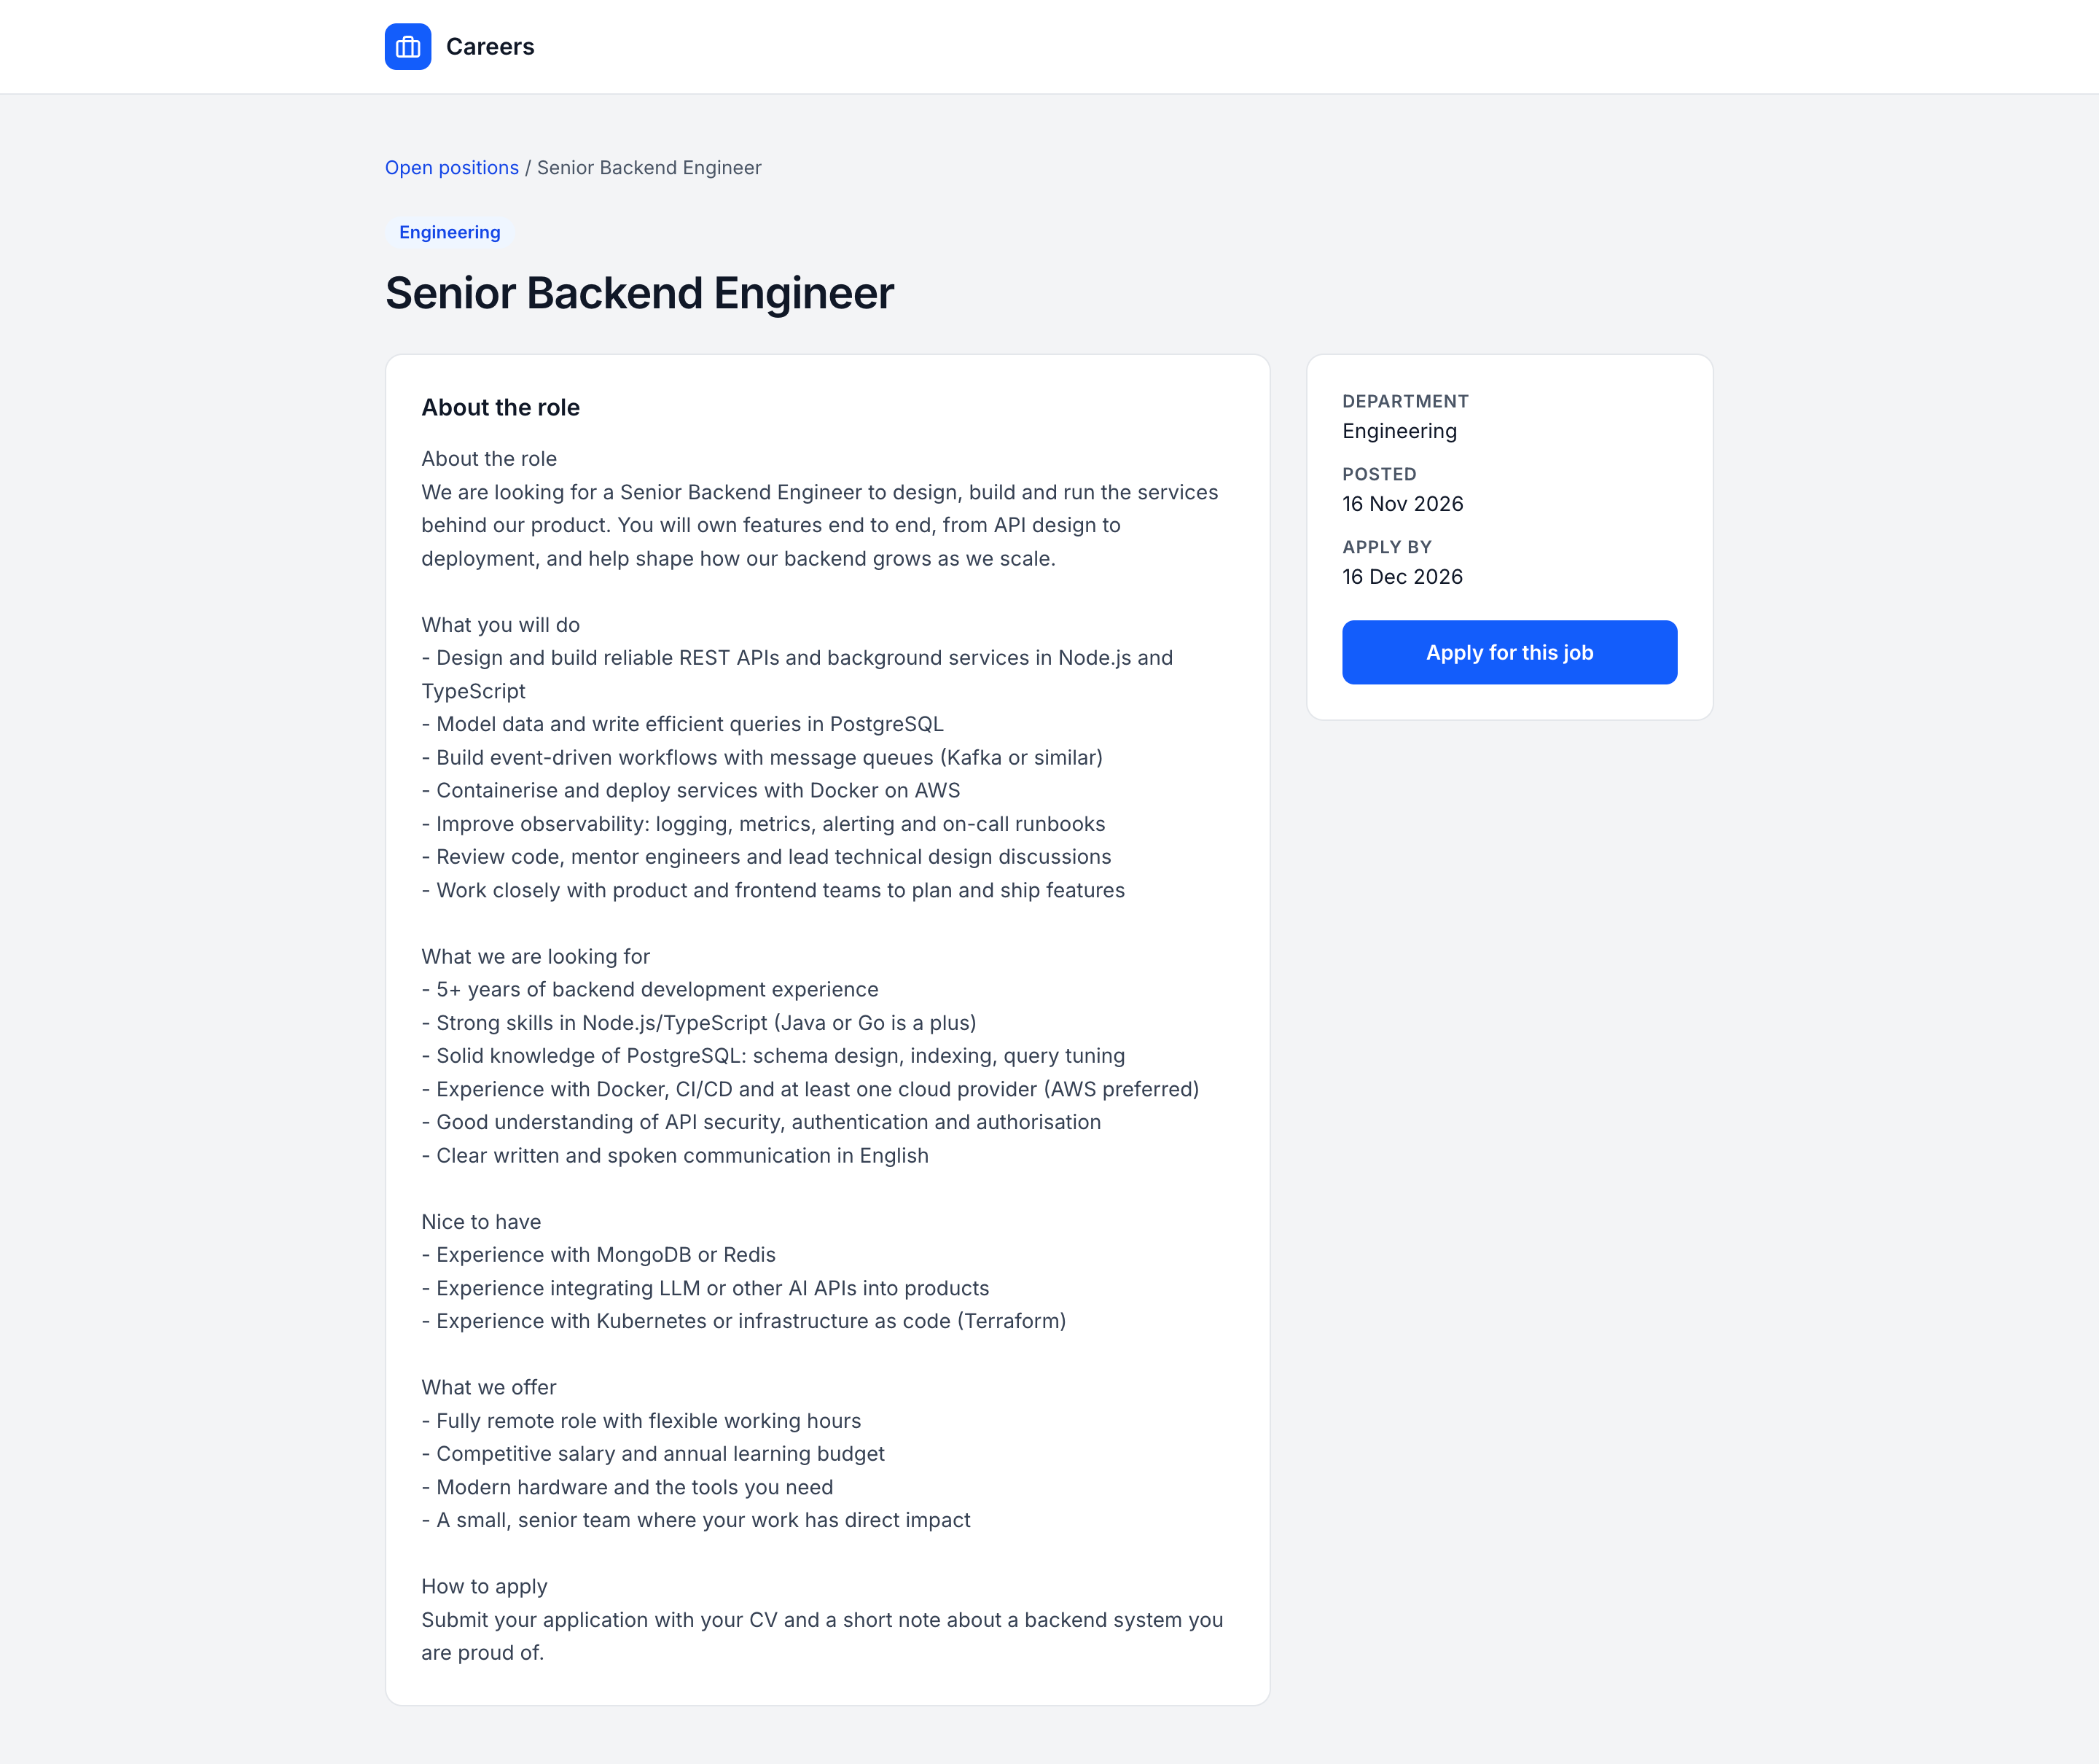 Careers
Open positions / Senior Backend Engineer
Engineering
Senior Backend Engineer
About the role
About the role
We are looking for a Senior Backend Engineer to design, build and run the services
behind our product. You will own features end to end, from API design to
deployment, and help shape how our backend grows as we scale.
What you will do
- Design and build reliable REST APIs and background services in Node.js and
TypeScript
- Model data and write efficient queries in PostgreSQL
- Build event-driven workflows with message queues (Kafka or similar)
- Containerise and deploy services with Docker on AWS
- Improve observability: logging, metrics, alerting and on-call runbooks
- Review code, mentor engineers and lead technical design discussions
- Work closely with product and frontend teams to plan and ship features
What we are looking for
- 5+ years of backend development experience
- Strong skills in Node.js/TypeScript (Java or Go is a plus)
- Solid knowledge of PostgreSQL: schema design, indexing, query tuning
- Experience with Docker, CI/CD and at least one cloud provider (AWS preferred)
- Good understanding of API security, authentication and authorisation
- Clear written and spoken communication in English
Nice to have
- Experience with MongoDB or Redis
- Experience integrating LLM or other AI APIs into products
- Experience with Kubernetes or infrastructure as code (Terraform)
What we offer
- Fully remote role with flexible working hours
- Competitive salary and annual learning budget
- Modern hardware and the tools you need
- A small, senior team where your work has direct impact
How to apply
Submit your application with your CV and a short note about a backend system you
are proud of.
DEPARTMENT
Engineering
POSTED
16 Nov 2026
APPLY BY
16 Dec 2026
Apply for this job